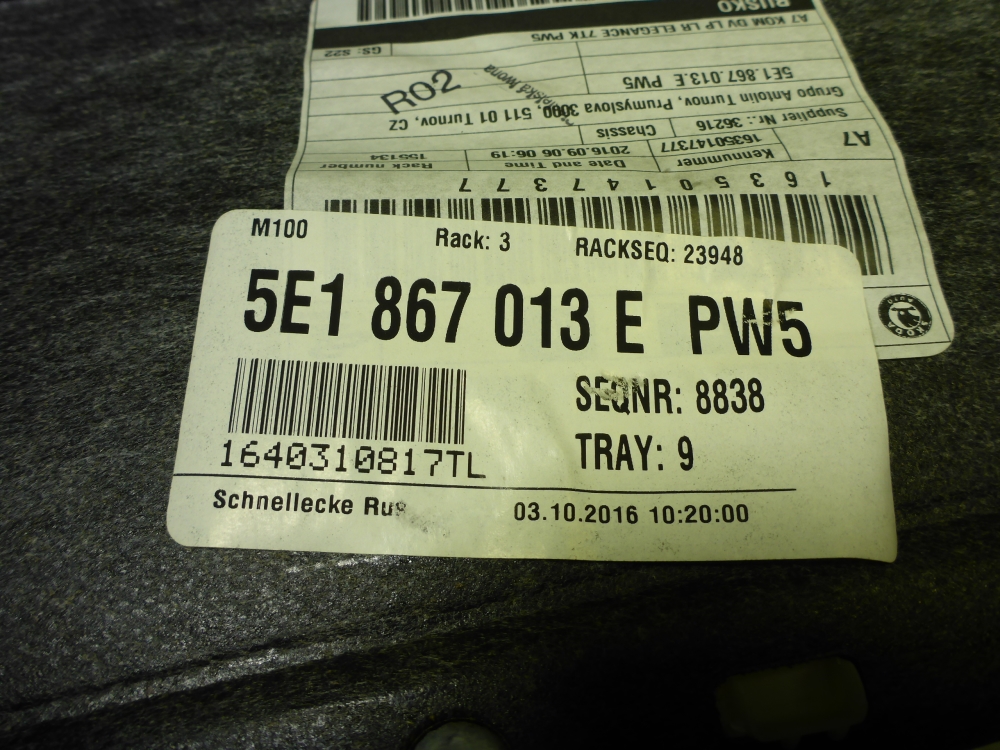 RUSKO
A7 KOM DV LP LR ELEGANCE 7TK PW5
GS: S22
5E1.867.013.E PW5
R02
Grupo Antolin Turnov, Prumyslova 3000, 511 01 Turnov, CZ
Supplier Nr.: 36216
Chassis
A7
Kennummer
16350147377
Date and Time
2016.09.06 06:19
Rack number
155134
1 6 3 5 0 1 4 7 3 7 7
ŠKODA
M100
Rack: 3
RACKSEQ: 23948
5E1 867 013 E PW5
SEQNR: 8838
1640310817TL
TRAY: 9
Schnellecke Rus
03.10.2016 10:20:00